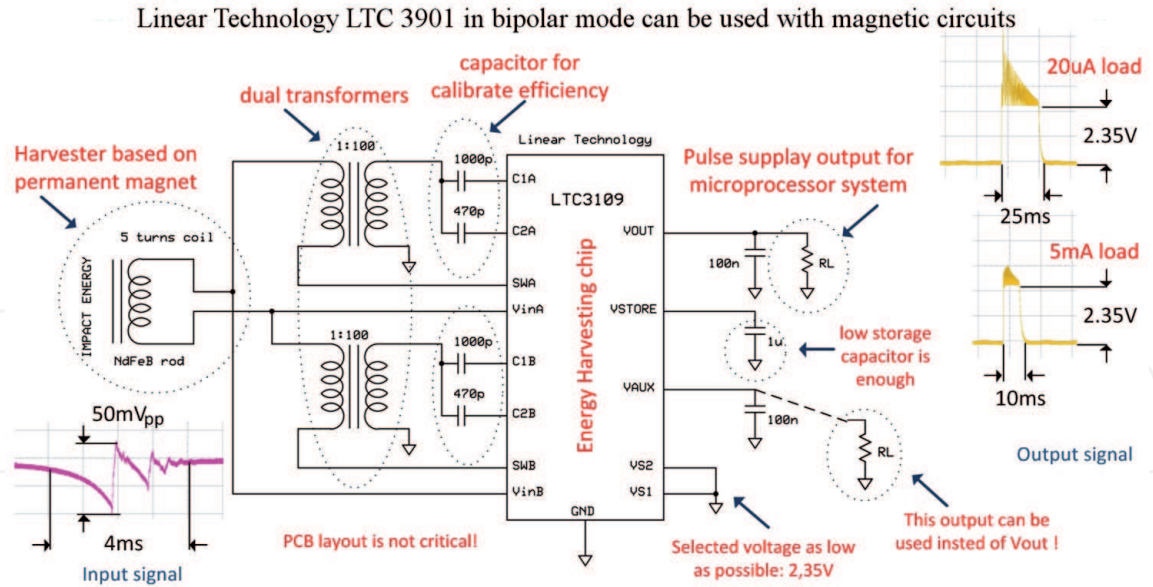 Linear Technology LTC 3901 in bipolar mode can be used with magnetic circuits
capacitor for
calibrate efficiency
dual transformers
Harvester based on
permanent magnet
5 turns coil
IMPACT ENERGY
NdFeB rod
1:100
1000p
470p
1:100
1000p
470p
Linear Technology
LTC3109
Energy Harvesting chip
C1A
C2A
SWA
VinA
C1B
C2B
SWB
VinB
VOUT
VSTORE
VAUX
VS2
VS1
GND
100n
RL
1u
100n
RL
Pulse supplay output for
microprocessor system
low storage
capacitor is
enough
20uA load
2.35V
25ms
5mA load
2.35V
10ms
Output signal
50mVpp
4ms
Input signal
PCB layout is not critical!
Selected voltage as low
as possible: 2,35V
This output can be
used insted of Vout !